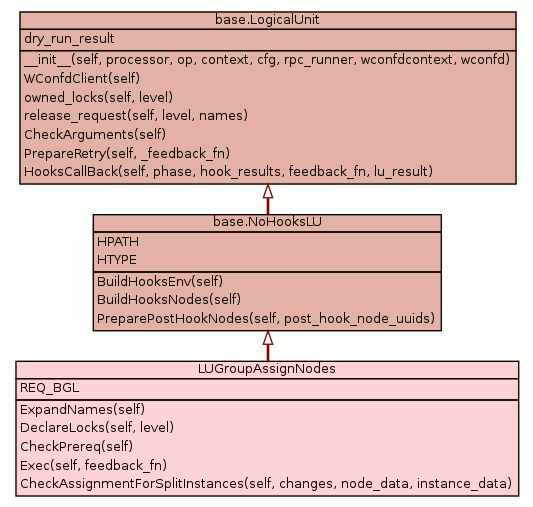 base.LogicalUnit
dry_run_result
__init__(self, processor, op, context, cfg, rpc_runner, wconfdcontext, wconfd)
WConfdClient(self)
owned_locks(self, level)
release_request(self, level, names)
CheckArguments(self)
PrepareRetry(self, _feedback_fn)
HooksCallBack(self, phase, hook_results, feedback_fn, lu_result)
base.NoHooksLU
HPATH
HTYPE
BuildHooksEnv(self)
BuildHooksNodes(self)
PreparePostHookNodes(self, post_hook_node_uuids)
LUGroupAssignNodes
REQ_BGL
ExpandNames(self)
DeclareLocks(self, level)
CheckPrereq(self)
Exec(self, feedback_fn)
CheckAssignmentForSplitInstances(self, changes, node_data, instance_data)